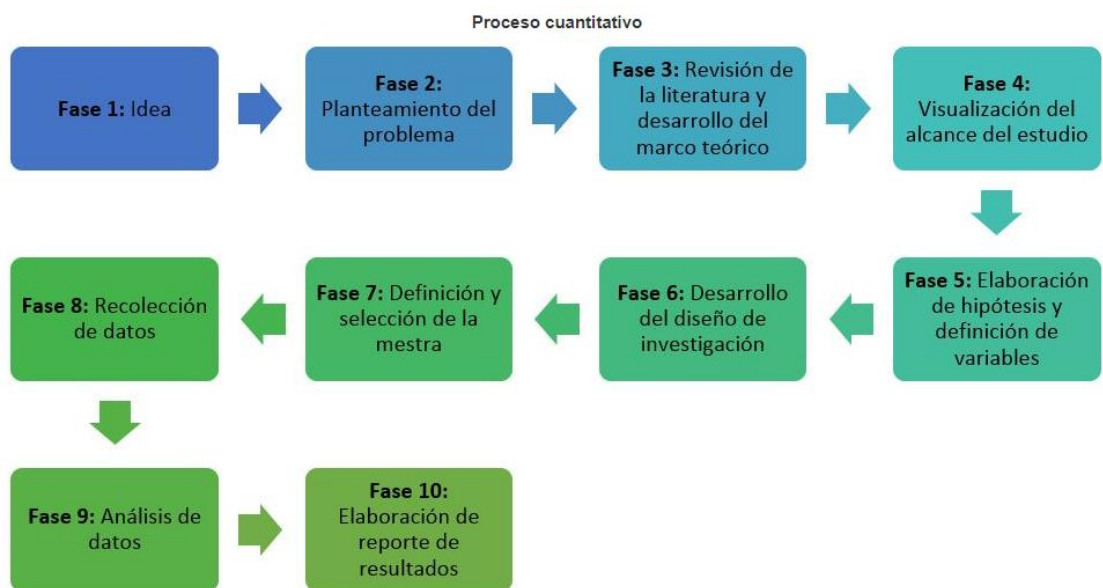 Proceso cuantitativo
Fase 1: Idea
Fase 2:
Planteamiento del
problema
Fase 3: Revisión de
la literatura y
desarrollo del
marco teórico
Fase 4:
Visualización del
alcance del estudio
Fase 5: Elaboración
de hipótesis y
definición de
variables
Fase 6: Desarrollo
del diseño de
investigación
Fase 7: Definición y
selección de la
mestra
Fase 8: Recolección
de datos
Fase 9: Análisis de
datos
Fase 10:
Elaboración de
reporte de
resultados